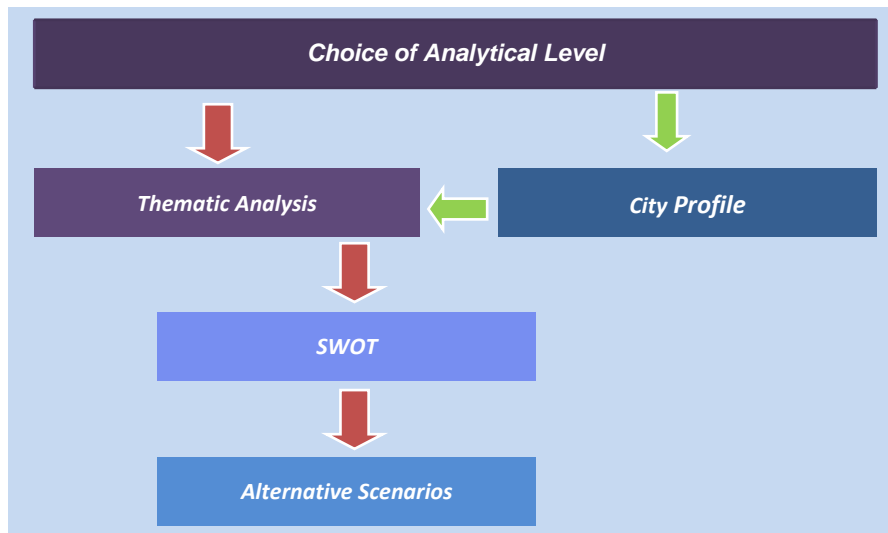 Choice of Analytical Level
Thematic Analysis
City Profile
SWOT
Alternative Scenarios